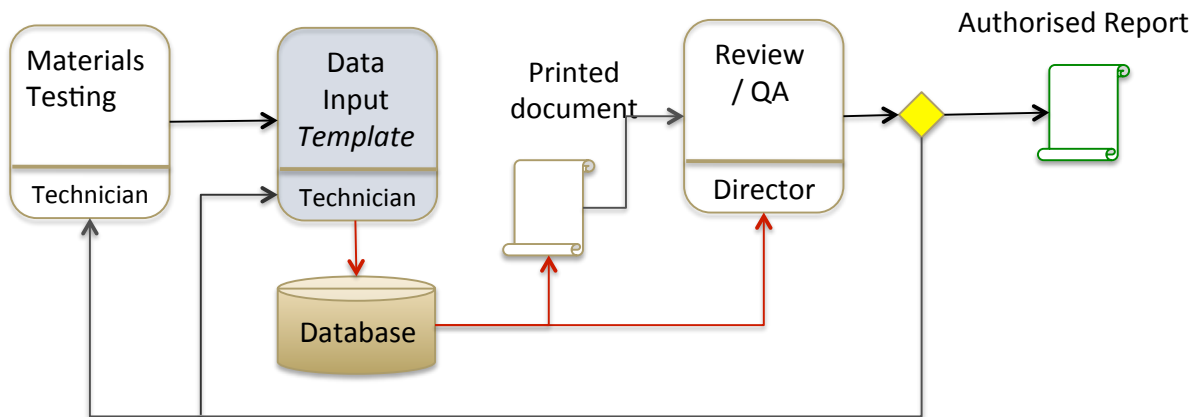 Materials
Testing
Technician
Data
Input
Template
Technician
Database
Printed
document
Review
/ QA
Director
Authorised Report